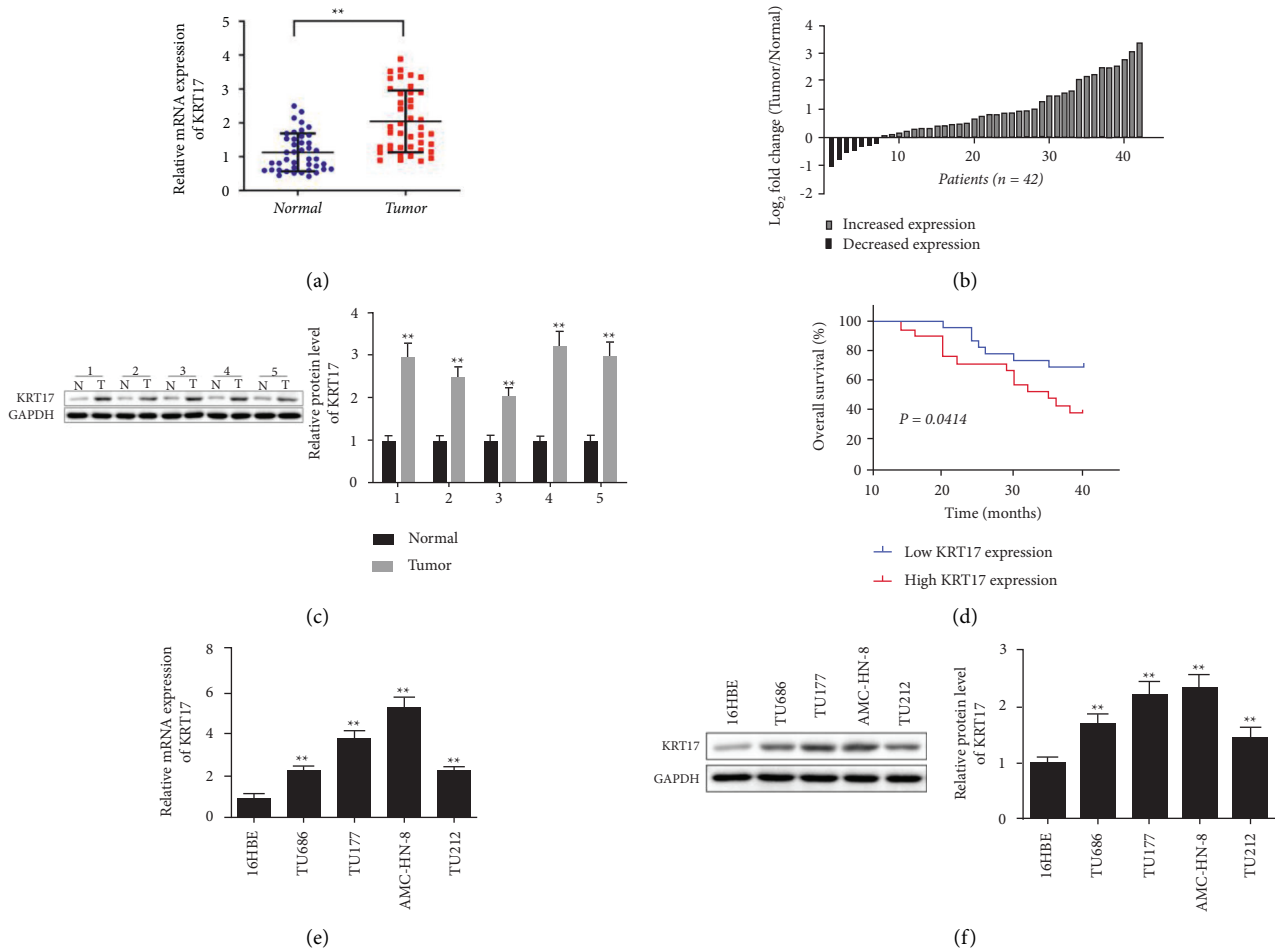 **
Relative mRNA expression
of KRT17
5
4
3
2
1
0
Normal
Tumor
(a)
Log2 fold change (Tumor/Normal)
4
3
2
1
0
-1
-2
10
20
30
40
Patients (n = 42)
Increased expression
Decreased expression
(b)
1 2 3 4 5
N T N T N T N T N T
KRT17
GAPDH
Relative protein level
of KRT17
4
3
2
1
0
** ** ** ** **
1 2 3 4 5
Normal
Tumor
(c)
Overall survival (%)
100
80
60
40
100
0
P = 0.0414
10 20 30 40
Time (months)
Low KRT17 expression
High KRT17 expression
(d)
Relative mRNA expression
of KRT17
8
6
4
2
0
** ** ** **
16HBE
TU686
TU177
AMC-HN-8
TU212
(e)
16HBE
TU686
TU177
AMC-HN-8
TU212
KRT17
GAPDH
Relative protein level
of KRT17
3
2
1
0
** ** ** **
16HBE
TU686
TU177
AMC-HN-8
TU212
(f)